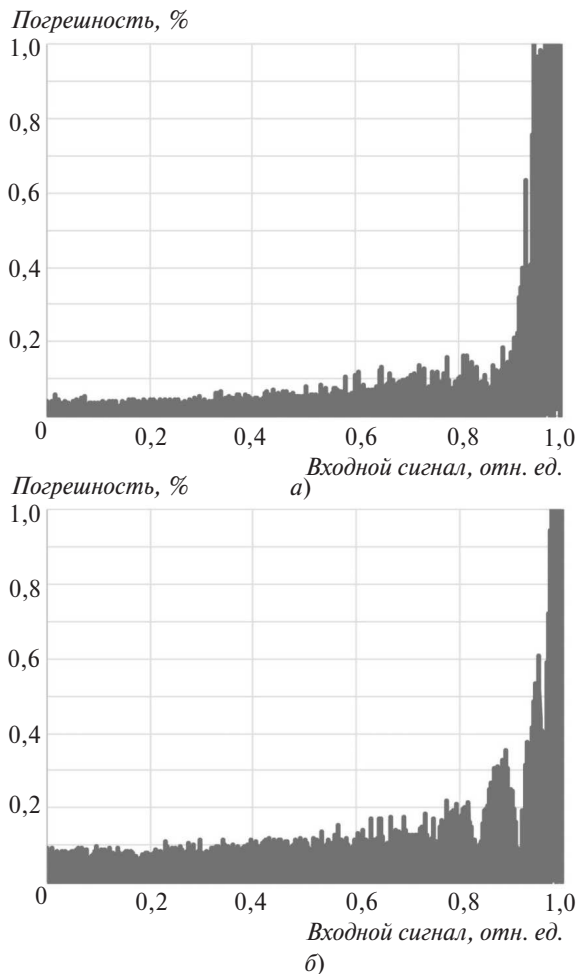 Погрешность, %
1,0
0,8
0,6
0,4
0,2
0
0,2 0,4 0,6 0,8 1,0
Входной сигнал, отн. ед.
а)
Погрешность, %
1,0
0,8
0,6
0,4
0,2
0
0,2 0,4 0,6 0,8 1,0
Входной сигнал, отн. ед.
б)